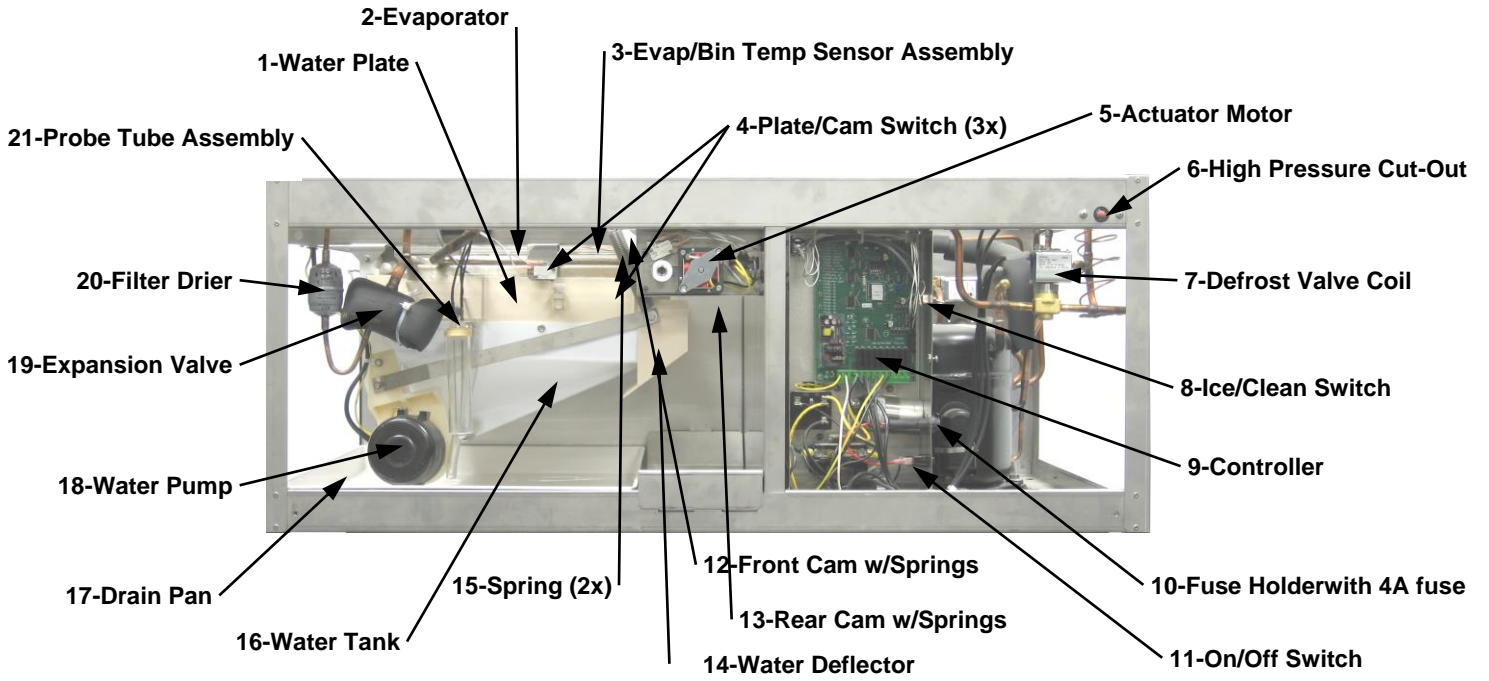 2-Evaporator
1-Water Plate
3-Evap/Bin Temp Sensor Assembly
21-Probe Tube Assembly
4-Plate/Cam Switch (3x)
5-Actuator Motor
6-High Pressure Cut-Out
20-Filter Drier
7-Defrost Valve Coil
19-Expansion Valve
8-Ice/Clean Switch
18-Water Pump
9-Controller
17-Drain Pan
15-Spring (2x)
12-Front Cam w/Springs
10-Fuse Holderwith 4A fuse
16-Water Tank
13-Rear Cam w/Springs
14-Water Deflector
11-On/Off Switch